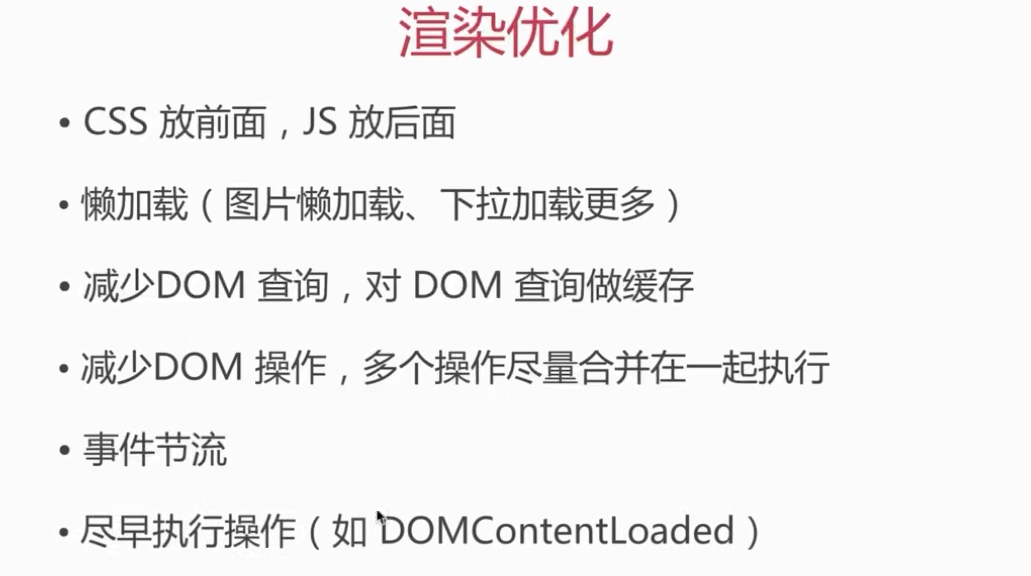 渲染优化
• CSS 放前面，JS 放后面
• 懒加载（图片懒加载、下拉加载更多）
• 减少DOM 查询，对 DOM 查询做缓存
• 减少DOM 操作，多个操作尽量合并在一起执行
• 事件节流
• 尽早执行操作（如 DOMContentLoaded）